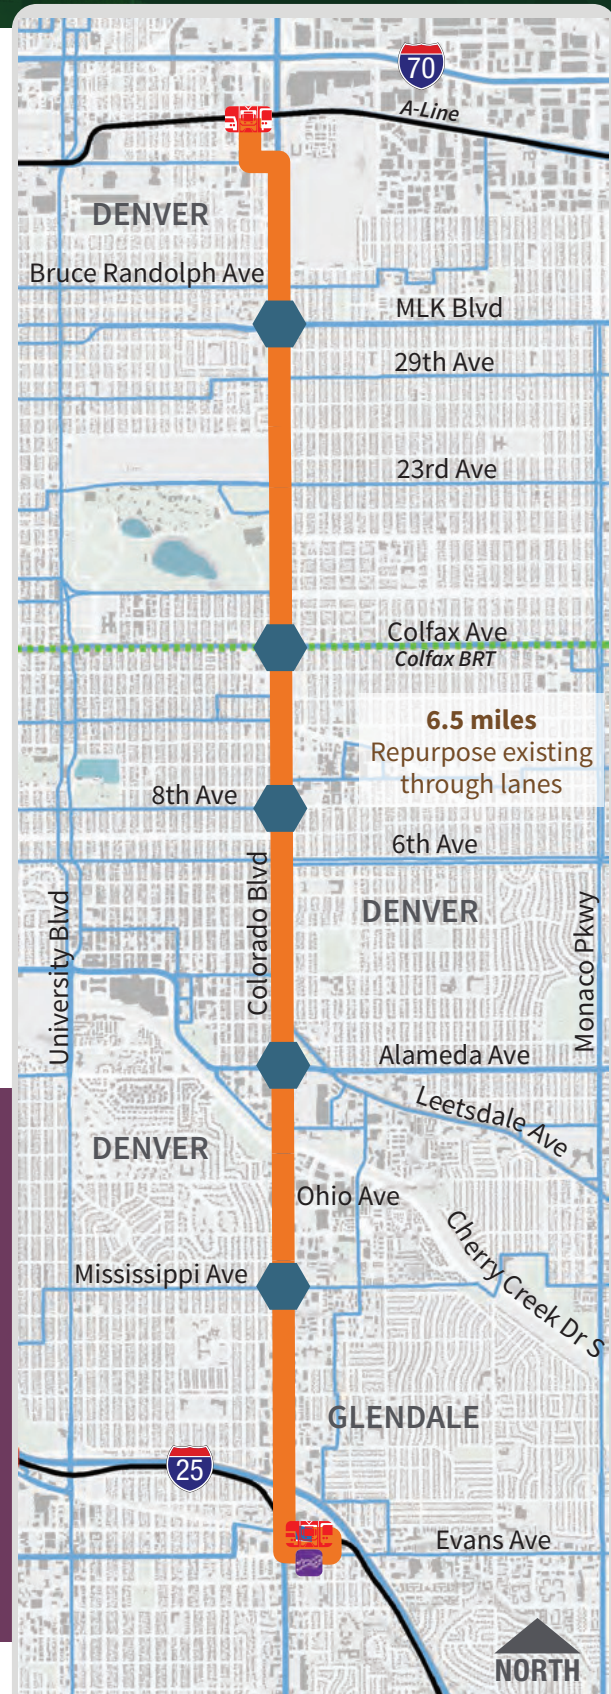 70
A-Line
DENVER
Bruce Randolph Ave
MLK Blvd
29th Ave
23rd Ave
Colfax Ave
Colfax BRT
6.5 miles
Repurpose existing
through lanes
8th Ave
6th Ave
Colorado Blvd
DENVER
University Blvd
Monaco Pkwy
Alameda Ave
Leetsdale Ave
DENVER
Ohio Ave
Cherry Creek Dr S
Mississippi Ave
GLENDALE
25
Evans Ave
NORTH